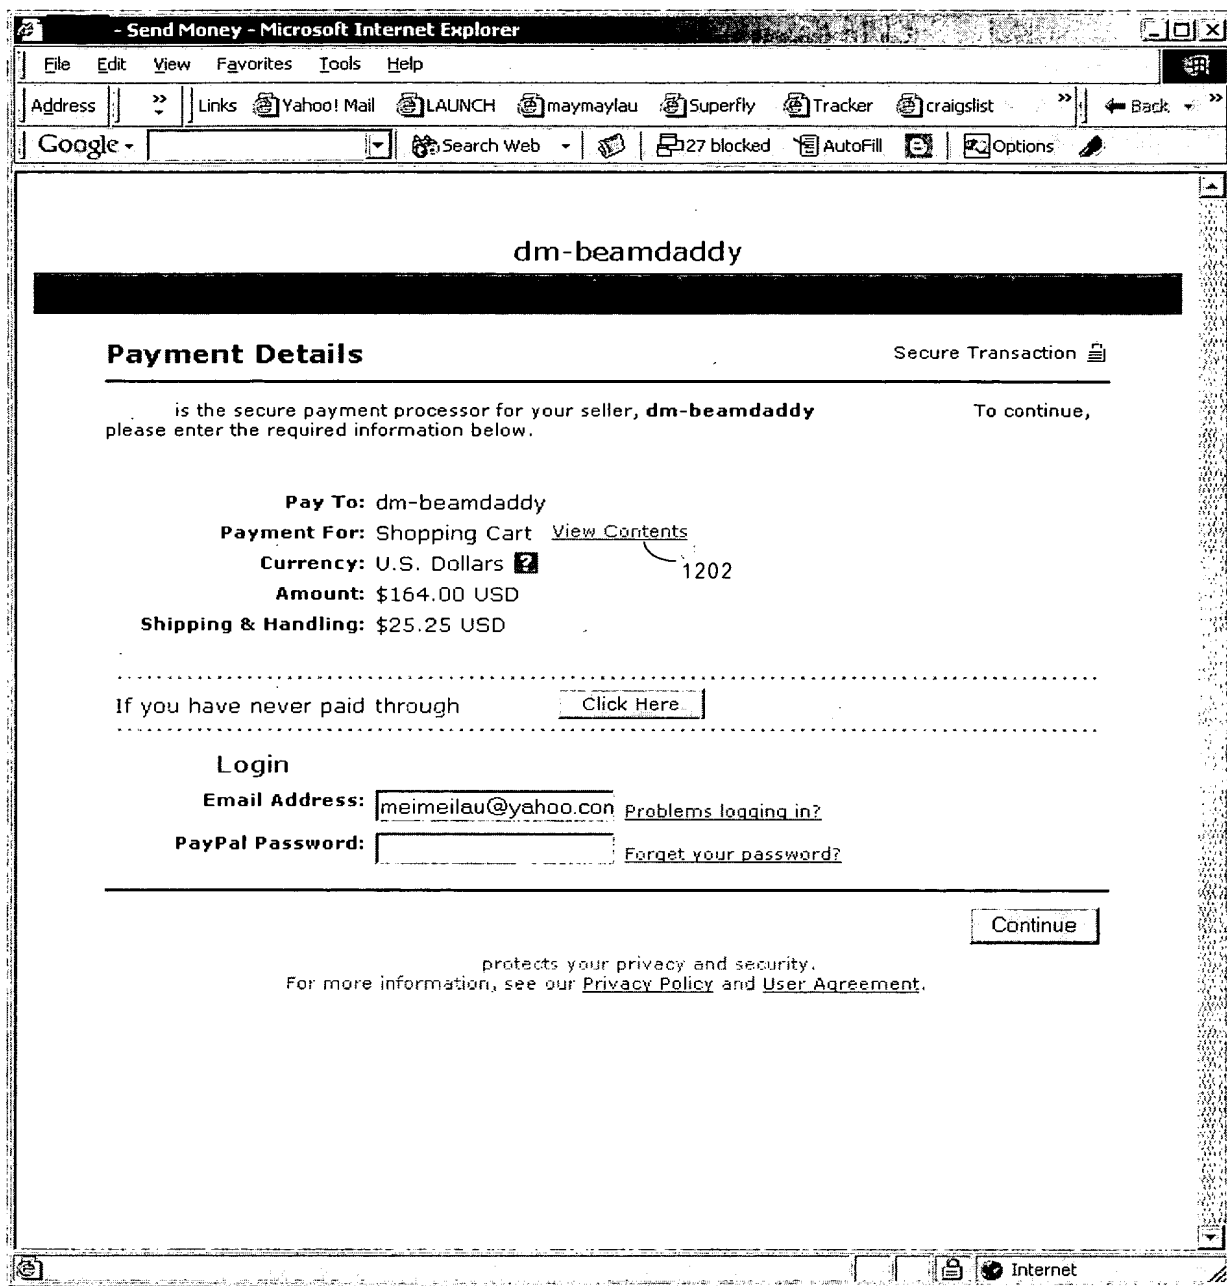 - Send Money - Microsoft Internet Explorer
File Edit View Favorites Tools Help
Address » Links Yahoo! Mail LAUNCH maymaylau Superfly Tracker craigslist » Back »
Google Search Web 27 blocked AutoFill Options
dm-beamdaddy
Payment Details Secure Transaction
is the secure payment processor for your seller, dm-beamdaddy To continue,
please enter the required information below.
Pay To: dm-beamdaddy
Payment For: Shopping Cart View Contents
1202
Currency: U.S. Dollars ?
Amount: $164.00 USD
Shipping & Handling: $25.25 USD
If you have never paid through Click Here
Login
Email Address: meimeilau@yahoo.con Problems logging in?
PayPal Password: Forget your password?
Continue
protects your privacy and security.
For more information, see our Privacy Policy and User Agreement.
Internet